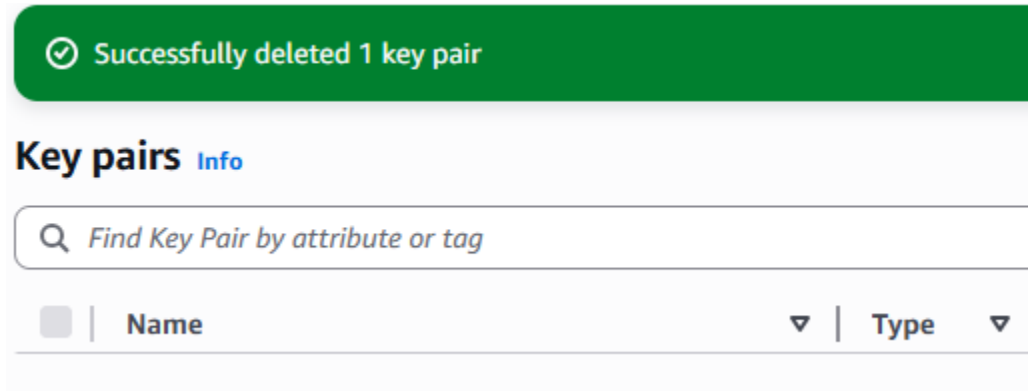 Successfully deleted 1 key pair
Key pairs Info
Find Key Pair by attribute or tag
Name Type